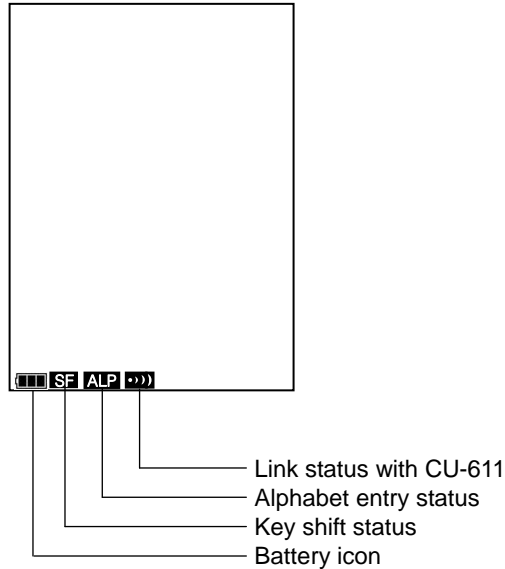 SF ALP
Link status with CU-611
Alphabet entry status
Key shift status
Battery icon